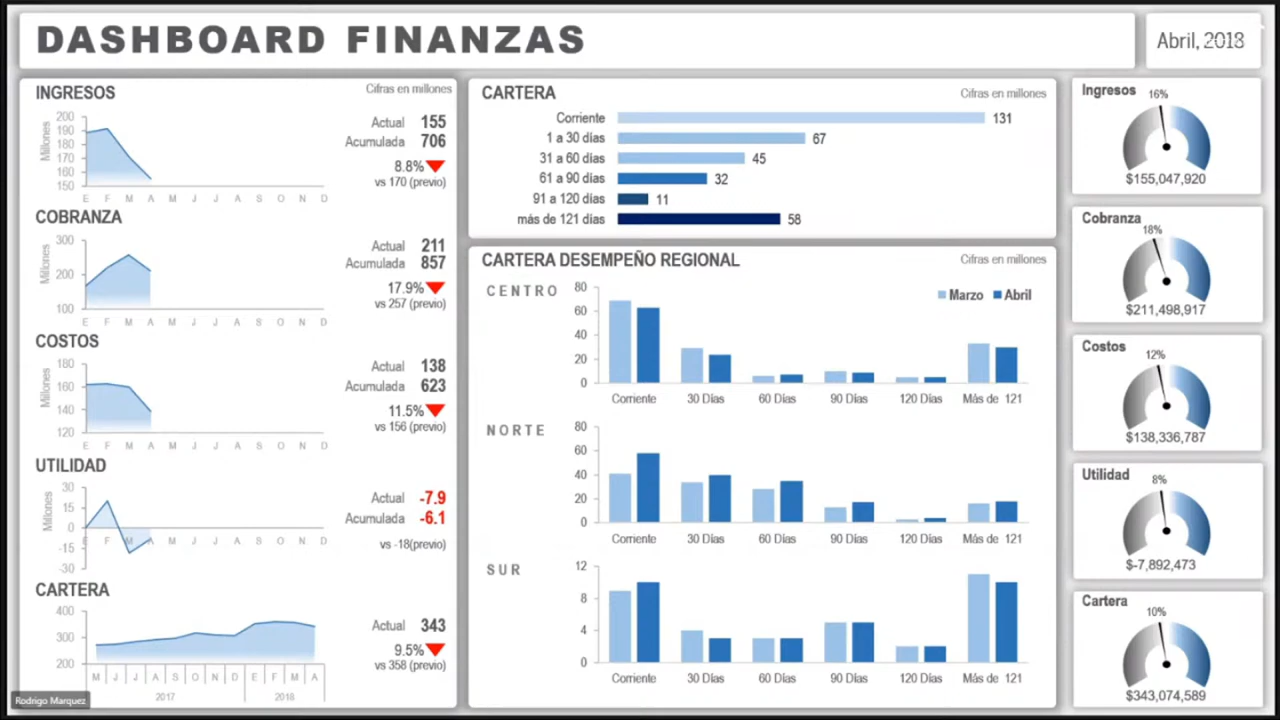 DASHBOARD FINANZAS
Abril, 2018
INGRESOS
Cifras en millones
Millones
200
190
180
170
160
150
E F M A M J J A S O N D
Actual 155
Acumulada 706
8.8%
vs 170 (previo)
COBRANZA
Millones
300
200
100
E F M A M J J A S O N D
Actual 211
Acumulada 857
17.9%
vs 257 (previo)
COSTOS
Millones
180
160
140
120
E F M A M J J A S O N D
Actual 138
Acumulada 623
11.5%
vs 156 (previo)
UTILIDAD
Millones
30
15
0
-15
-30
E F M A M J J A S O N D
Actual -7.9
Acumulada -6.1
vs -18(previo)
CARTERA
400
300
200
M J J A S O N D E F M A
2017 2018
Actual 343
9.5%
vs 358 (previo)
Rodrigo Marquez
CARTERA
Cifras en millones
Corriente 131
1 a 30 días 67
31 a 60 días 45
61 a 90 días 32
91 a 120 días 11
más de 121 días 58
CARTERA DESEMPEÑO REGIONAL
Cifras en millones
CENTRO
Marzo Abril
80
60
40
20
0
Corriente 30 Días 60 Días 90 Días 120 Días Más de 121
NORTE
80
60
40
20
0
Corriente 30 Días 60 Días 90 Días 120 Días Más de 121
SUR
12
8
4
0
Corriente 30 Días 60 Días 90 Días 120 Días Más de 121
Ingresos
16%
$155,047,920
Cobranza
18%
$211,498,917
Costos
12%
$138,336,787
Utilidad
8%
$-7,892,473
Cartera
10%
$343,074,589